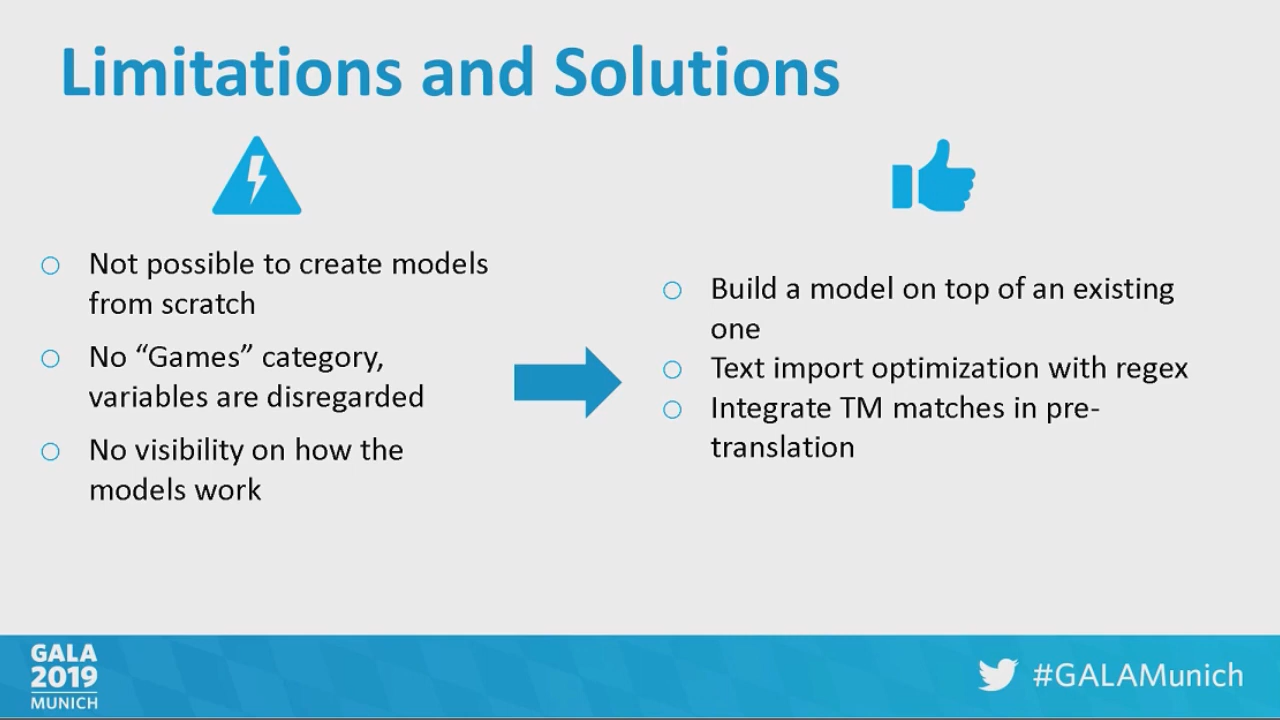 Limitations and Solutions
Not possible to create models
from scratch
No “Games” category,
variables are disregarded
No visibility on how the
models work
Build a model on top of an existing
one
Text import optimization with regex
Integrate TM matches in pre-
translation
GALA
2019
MUNICH
#GALAMunich